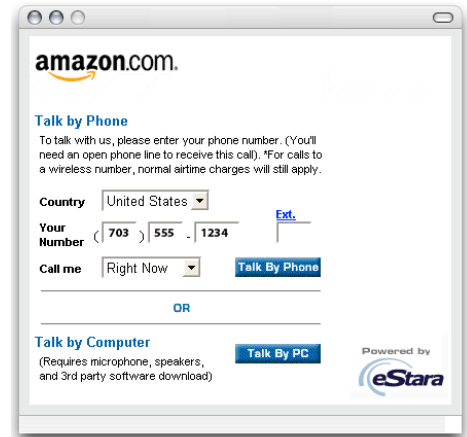 amazon.com.
Talk by Phone
To talk with us, please enter your phone number. (You'll
need an open phone line to receive this call). *For calls to
a wireless number, normal airtime charges will still apply.
Country United States
Ext.
Your
Number ( 703 ) 555 - 1234
Call me Right Now Talk By Phone
OR
Talk by Computer
(Requires microphone, speakers,
and 3rd party software download)
Talk By PC
Powered by
eStara